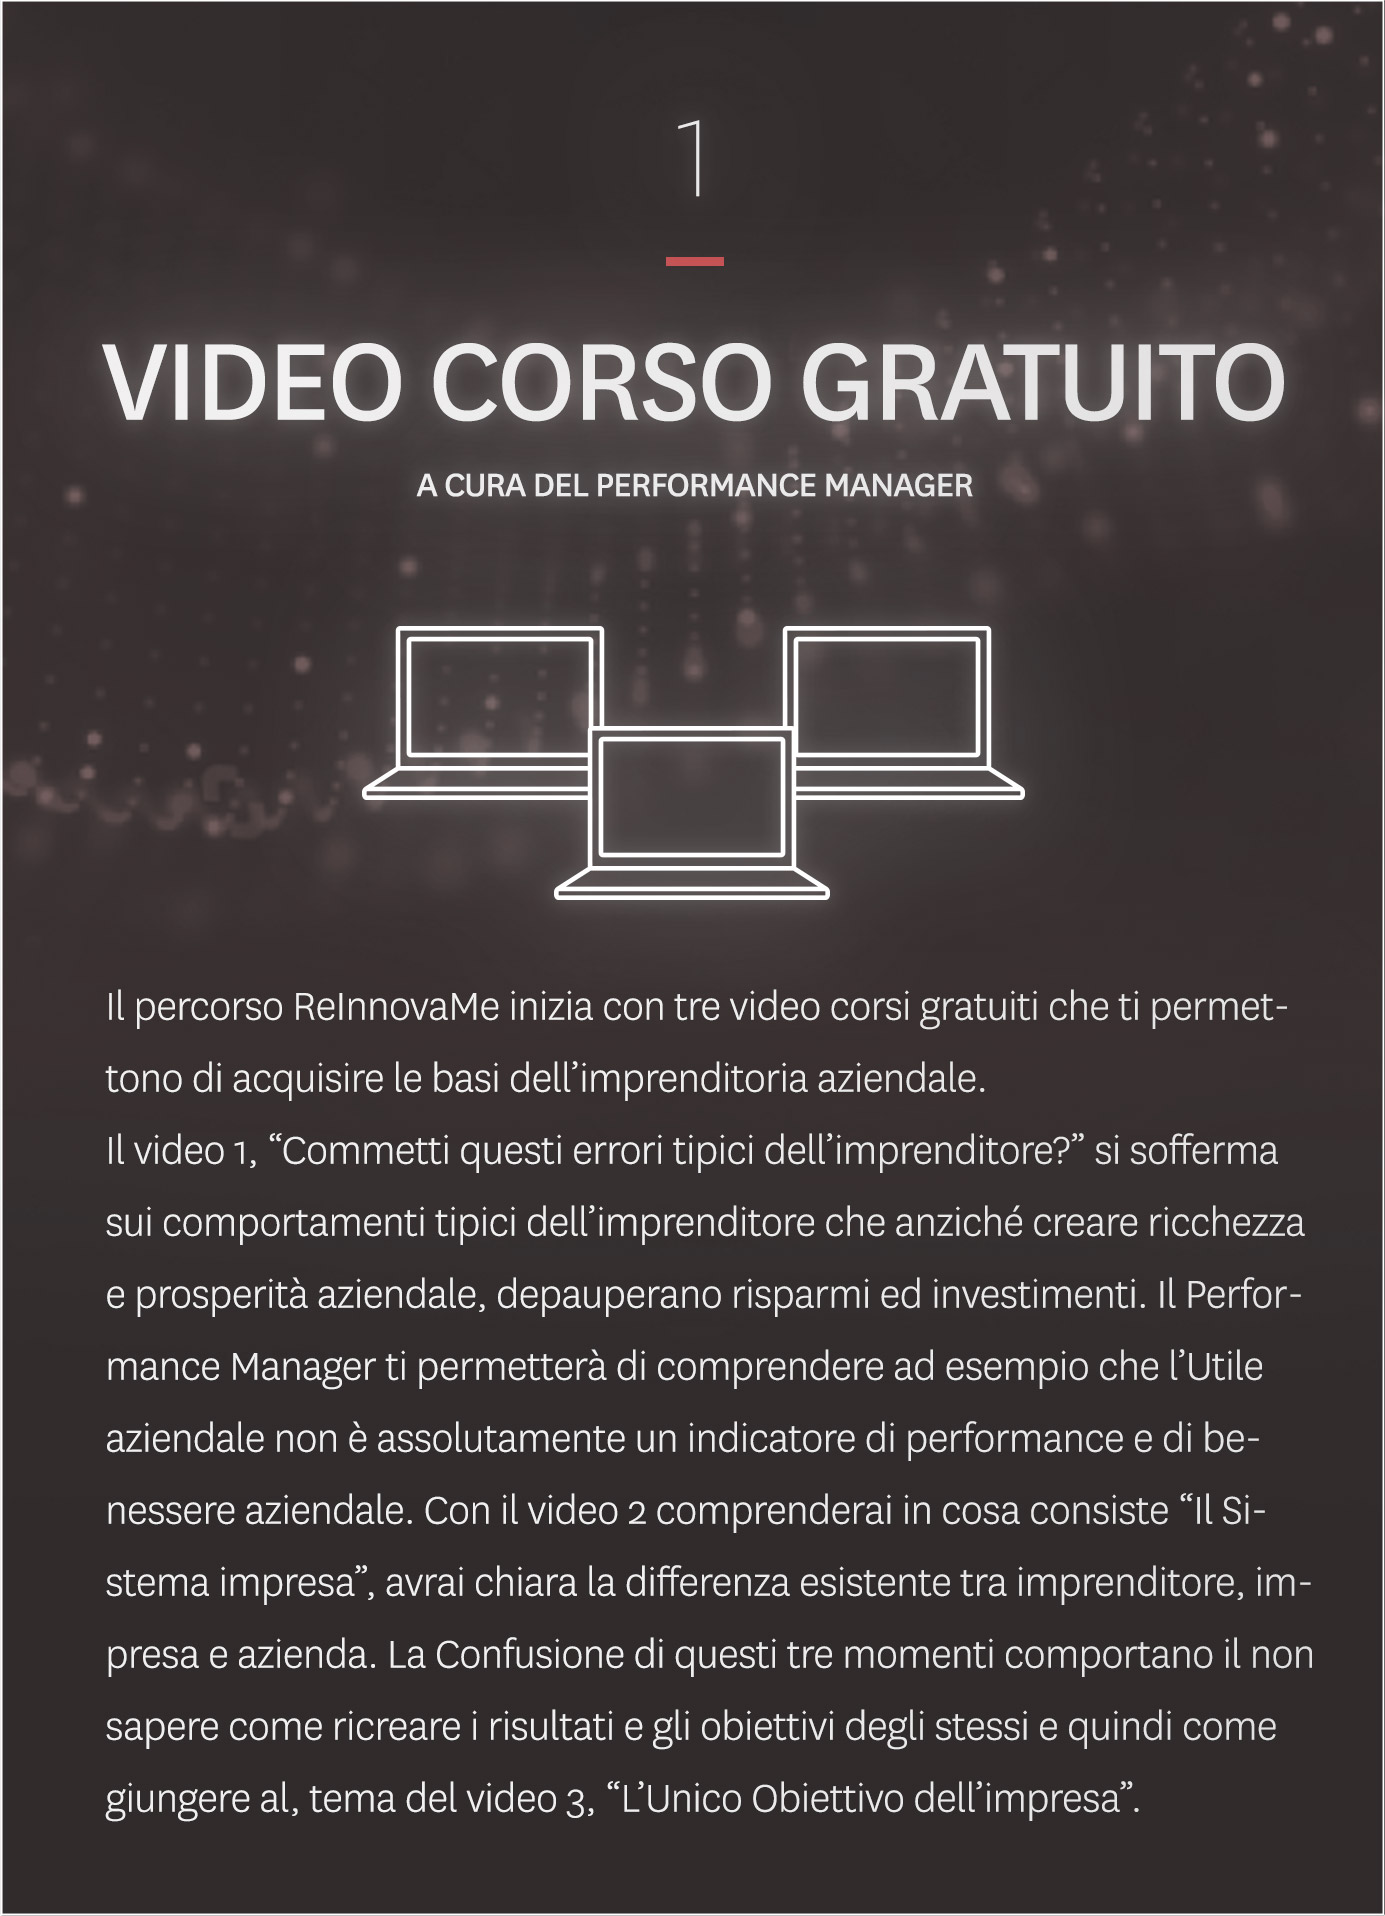 1
VIDEO CORSO GRATUITO
A CURA DEL PERFORMANCE MANAGER
Il percorso ReInnovaMe inizia con tre video corsi gratuiti che ti permet-
tono di acquisire le basi dell’imprenditoria aziendale.
Il video 1, “Commetti questi errori tipici dell’imprenditore?” si sofferma
sui comportamenti tipici dell’imprenditore che anziché creare ricchezza
e prosperità aziendale, depauperano risparmi ed investimenti. Il Perfor-
mance Manager ti permetterà di comprendere ad esempio che l’Utile
aziendale non è assolutamente un indicatore di performance e di be-
nessere aziendale. Con il video 2 comprenderai in cosa consiste “Il Si-
stema impresa”, avrai chiara la differenza esistente tra imprenditore, im-
presa e azienda. La Confusione di questi tre momenti comportano il non
sapere come ricreare i risultati e gli obiettivi degli stessi e quindi come
giungere al, tema del video 3, “L’Unico Obiettivo dell’impresa”.